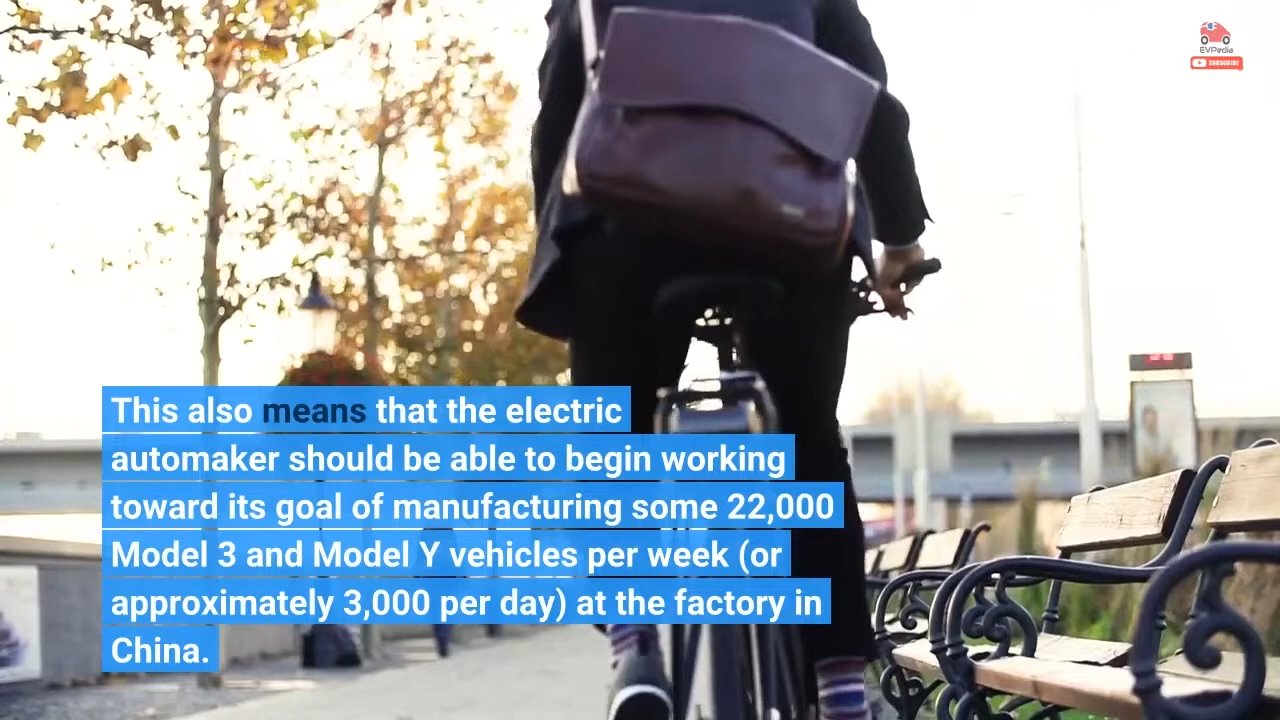 EVPedia
SUBSCRIBE
This also means that the electric
automaker should be able to begin working
toward its goal of manufacturing some 22,000
Model 3 and Model Y vehicles per week (or
approximately 3,000 per day) at the factory in
China.